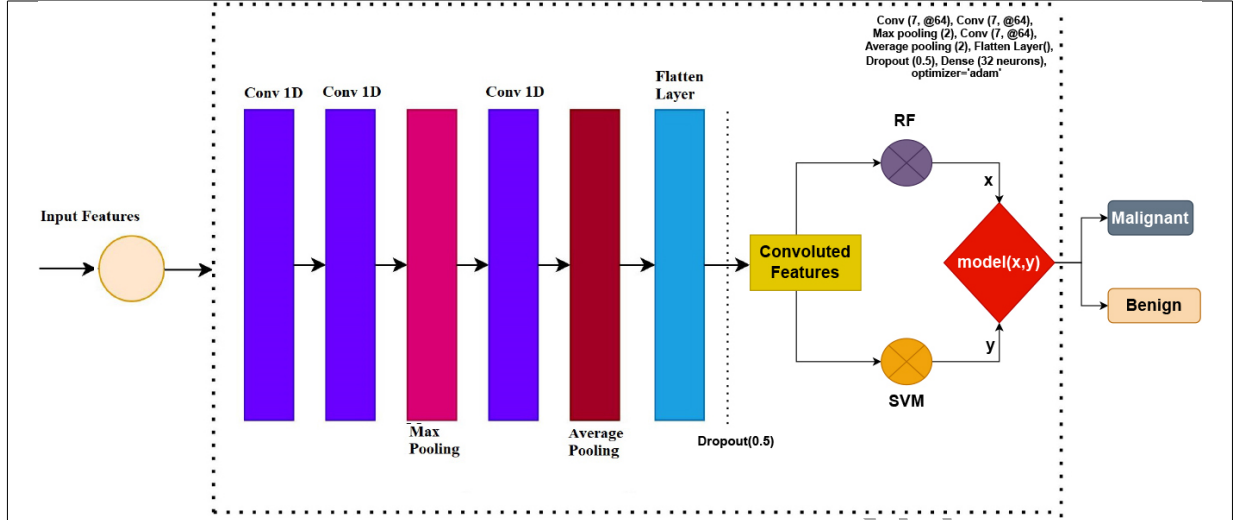 Conv (7, @64), Conv (7, @64),
Max pooling (2), Conv (7, @64),
Average pooling (2), Flatten Layer(),
Dropout (0.5), Dense (32 neurons),
optimizer='adam'
Input Features
Conv 1D
Conv 1D
Max
Pooling
Conv 1D
Average
Pooling
Flatten
Layer
Dropout(0.5)
Convoluted
Features
RF
x
SVM
y
model(x,y)
Malignant
Benign